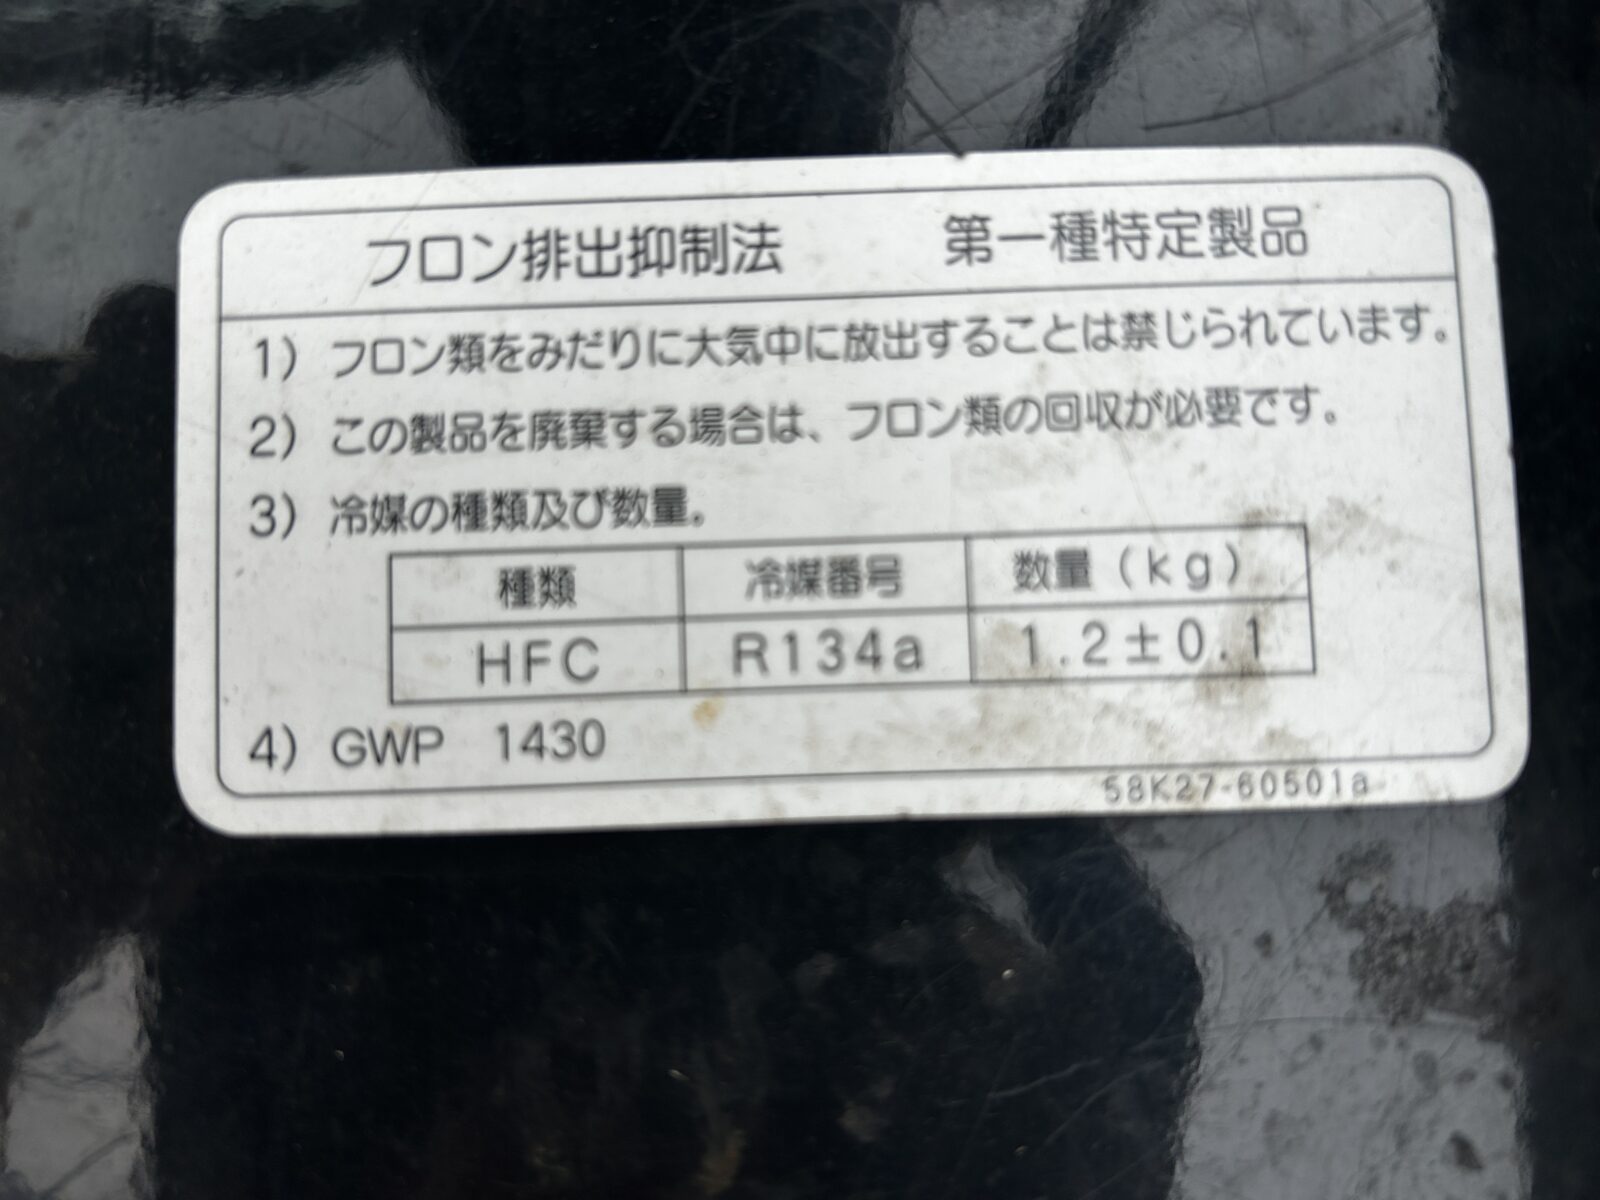 フロン排出抑制法　第一種特定製品
1) フロン類をみだりに大気中に放出することは禁じられています。
2) この製品を廃棄する場合は、フロン類の回収が必要です。
3) 冷媒の種類及び数量。
種類 冷媒番号 数量(kg)
HFC R134a 1.2±0.1
4) GWP 1430
58K27-60501a